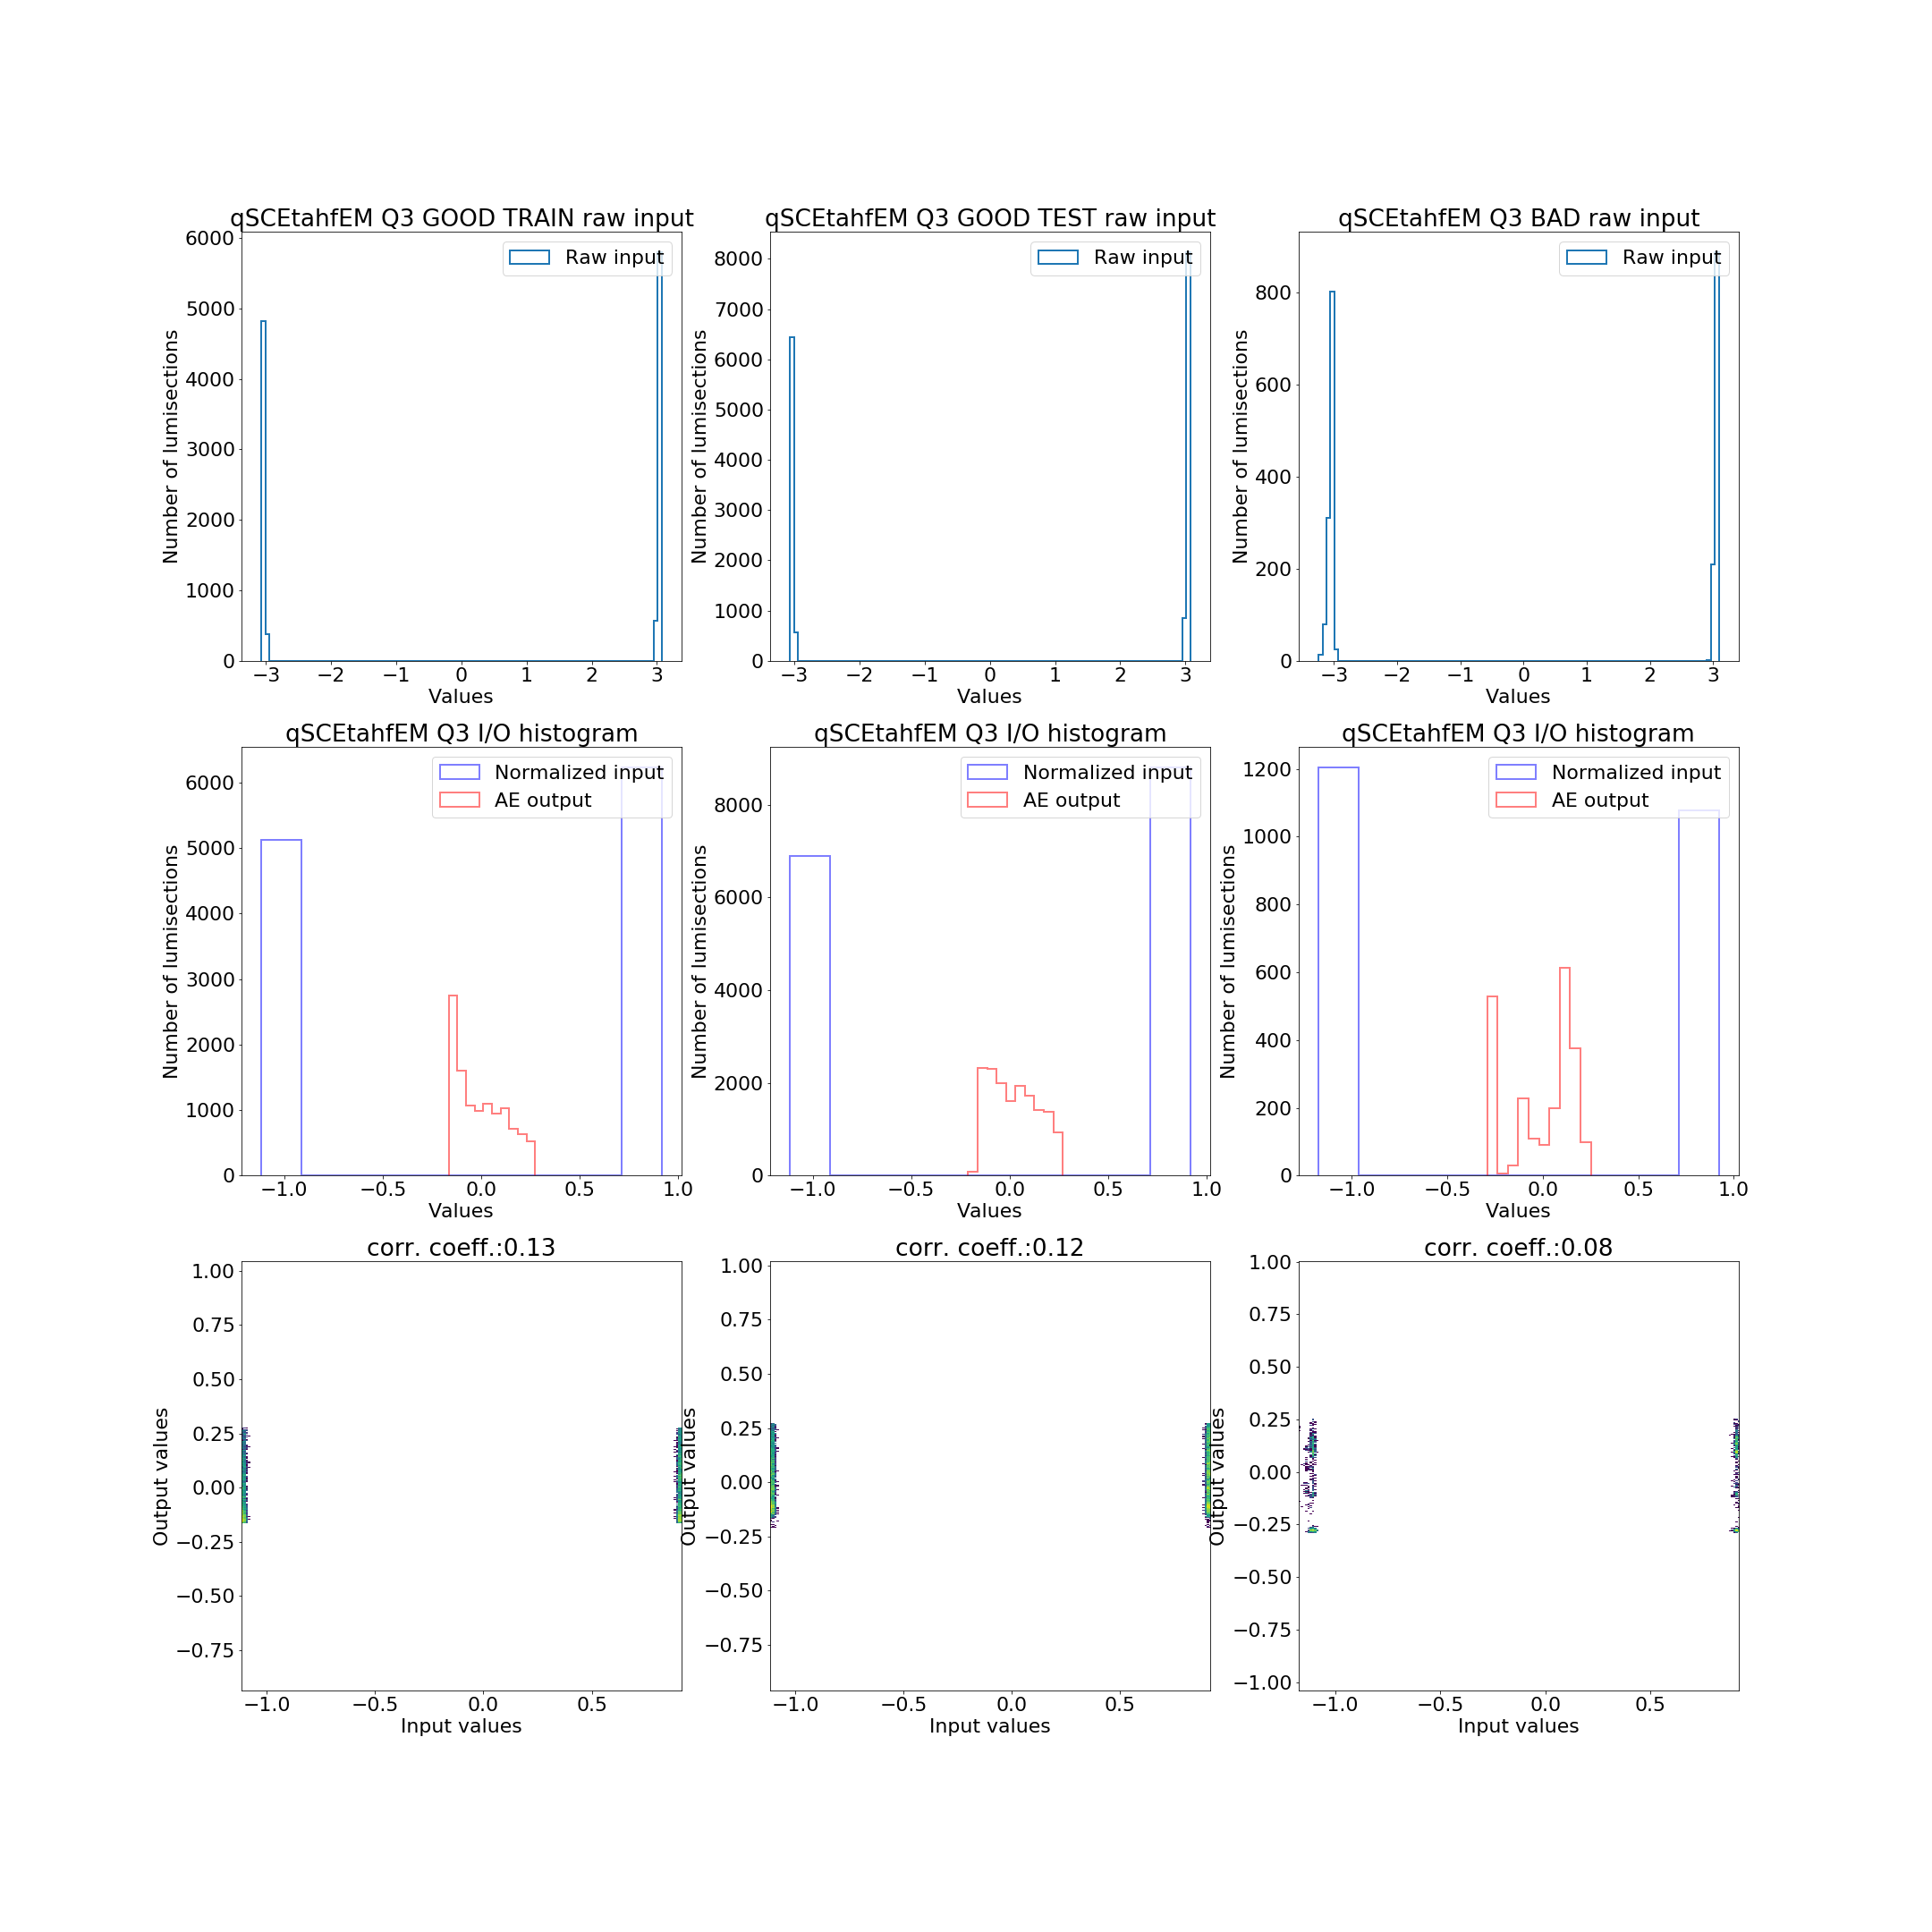 qSCEtahfEM Q3 GOOD TRAIN raw input
Raw input
6000
5000
4000
3000
2000
1000
0
Number of lumisections
−3 −2 −1 0 1 2 3
Values
qSCEtahfEM Q3 GOOD TEST raw input
Raw input
8000
7000
6000
5000
4000
3000
2000
1000
0
Number of lumisections
−3 −2 −1 0 1 2 3
Values
qSCEtahfEM Q3 BAD raw input
Raw input
800
600
400
200
0
Number of lumisections
−3 −2 −1 0 1 2 3
Values
qSCEtahfEM Q3 I/O histogram
Normalized input
AE output
6000
5000
4000
3000
2000
1000
0
Number of lumisections
−1.0 −0.5 0.0 0.5 1.0
Values
qSCEtahfEM Q3 I/O histogram
Normalized input
AE output
8000
6000
4000
2000
0
Number of lumisections
−1.0 −0.5 0.0 0.5 1.0
Values
qSCEtahfEM Q3 I/O histogram
Normalized input
AE output
1200
1000
800
600
400
200
0
Number of lumisections
−1.0 −0.5 0.0 0.5 1.0
Values
corr. coeff.:0.13
1.00
0.75
0.50
0.25
0.00
−0.25
−0.50
−0.75
Output values
−1.0 −0.5 0.0 0.5
Input values
corr. coeff.:0.12
1.00
0.75
0.50
0.25
0.00
−0.25
−0.50
−0.75
Output values
−1.0 −0.5 0.0 0.5
Input values
corr. coeff.:0.08
1.00
0.75
0.50
0.25
0.00
−0.25
−0.50
−0.75
−1.00
Output values
−1.0 −0.5 0.0 0.5
Input values